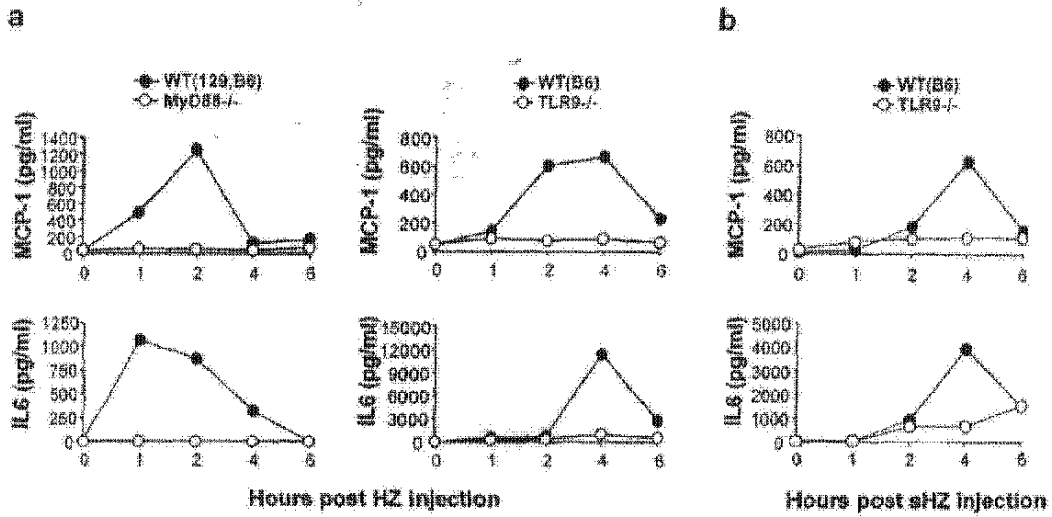 a
b
WT(129,B6)
MyD88-/-
WT(B6)
TLR9-/-
WT(B6)
TLR9-/-
MCP-1 (pg/ml)
1400
1200
1000
800
600
400
200
0
0 1 2 4 6
MCP-1 (pg/ml)
800
600
400
200
0
0 1 2 4 6
MCP-1 (pg/ml)
800
600
400
200
0
0 1 2 4 6
IL6 (pg/ml)
1250
1000
750
500
250
0
0 1 2 4 6
IL6 (pg/ml)
15000
12000
9000
6000
3000
0
0 1 2 4 6
IL6 (pg/ml)
5000
4000
3000
2000
1000
0
0 1 2 4 6
Hours post HZ injection
Hours post sHZ injection